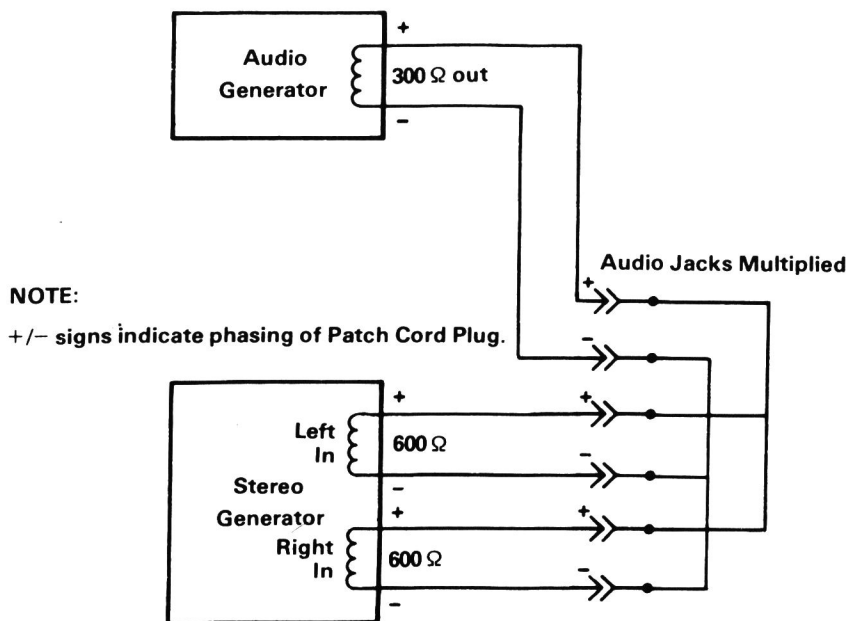 +
Audio
Generator
300 Ω out
−
Audio Jacks Multiplied
+
NOTE:
+/− signs indicate phasing of Patch Cord Plug.
−
+
+
Left
In
600 Ω
−
−
Stereo
Generator
+
+
Right
In
600 Ω
−
−